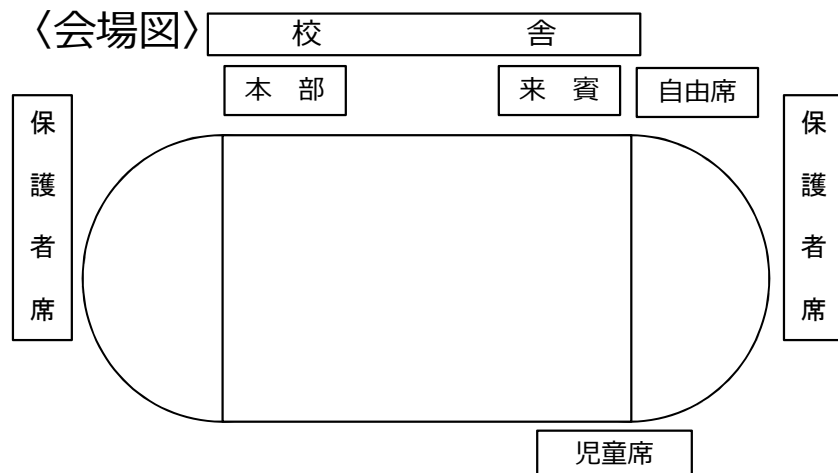 〈会場図〉
校　舎
本　部
来　賓
自由席
保護者席
保護者席
児童席